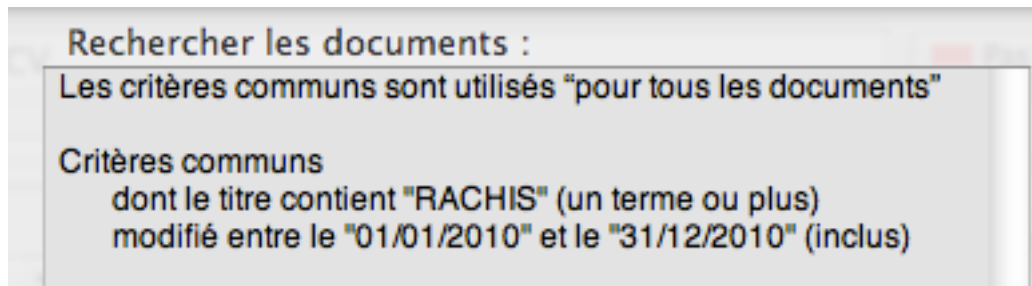 Rechercher les documents :
Les critères communs sont utilisés “pour tous les documents”
Critères communs
dont le titre contient "RACHIS" (un terme ou plus)
modifié entre le "01/01/2010" et le "31/12/2010" (inclus)